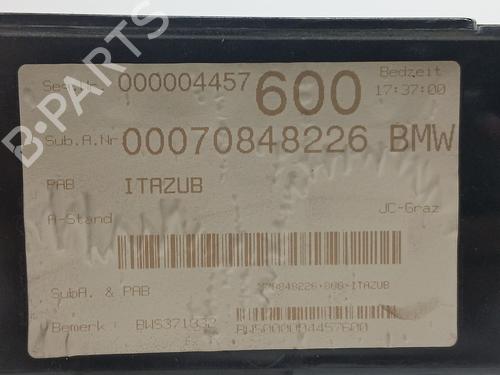 B-PARTS
Bedzeit
000004457 600 17:37:00
Sub.A.Nr 00070848226 BMW
PAB ITAZUB
A-Stand JC-Graz
SubA. & PAB
Bemerk : BWS0000004457600